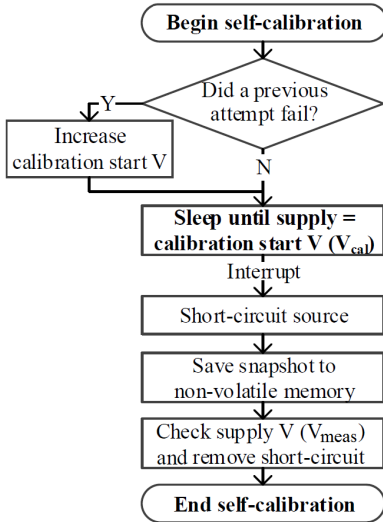 Begin self-calibration
Did a previous
attempt fail?
Y
Increase
calibration start V
N
Sleep until supply =
calibration start V (Vcal)
Interrupt
Short-circuit source
Save snapshot to
non-volatile memory
Check supply V (Vmeas)
and remove short-circuit
End self-calibration